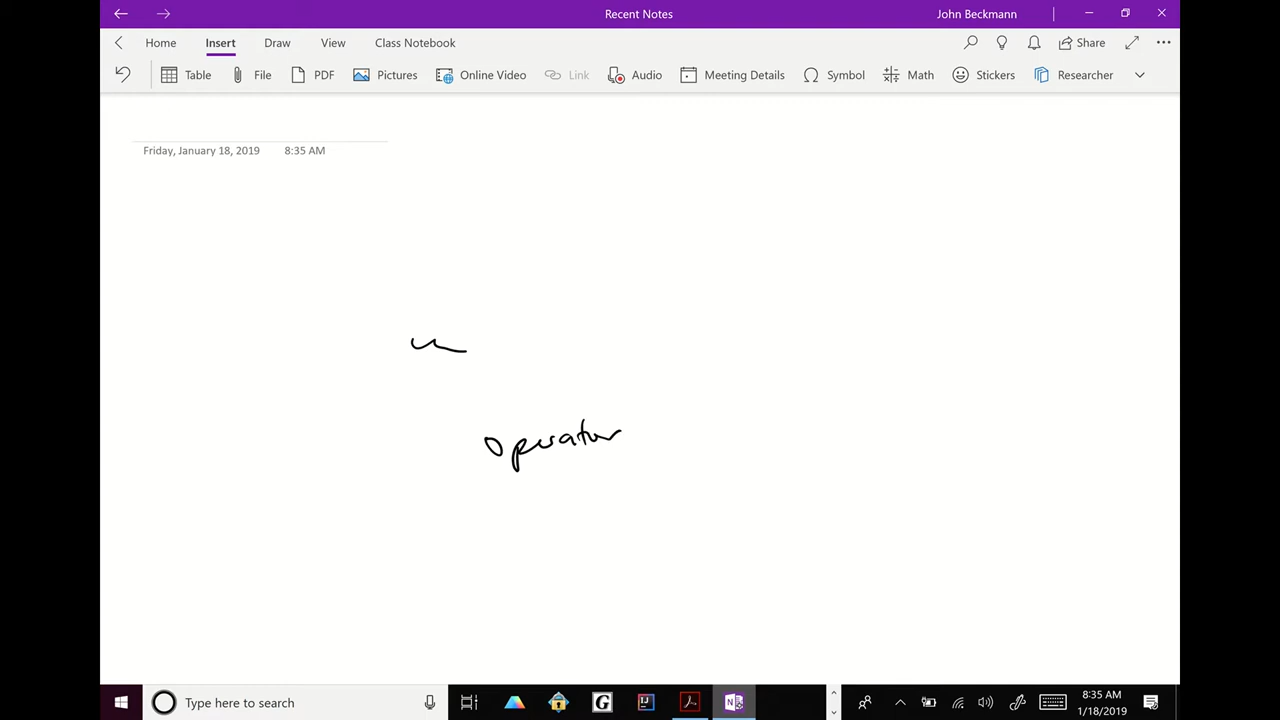 Recent Notes
John Beckmann
Home Insert Draw View Class Notebook
Share
Table File PDF Pictures Online Video Link Audio Meeting Details Symbol Math Stickers Researcher
Friday, January 18, 2019 8:35 AM
operator
Type here to search
G
IJ
N
8:35 AM
1/18/2019